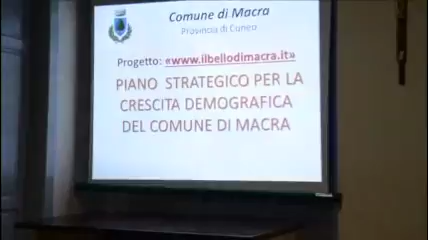 Comune di Macra
Provincia di Cuneo
Progetto: «www.ilbellodimacra.it»
PIANO STRATEGICO PER LA
CRESCITA DEMOGRAFICA
DEL COMUNE DI MACRA